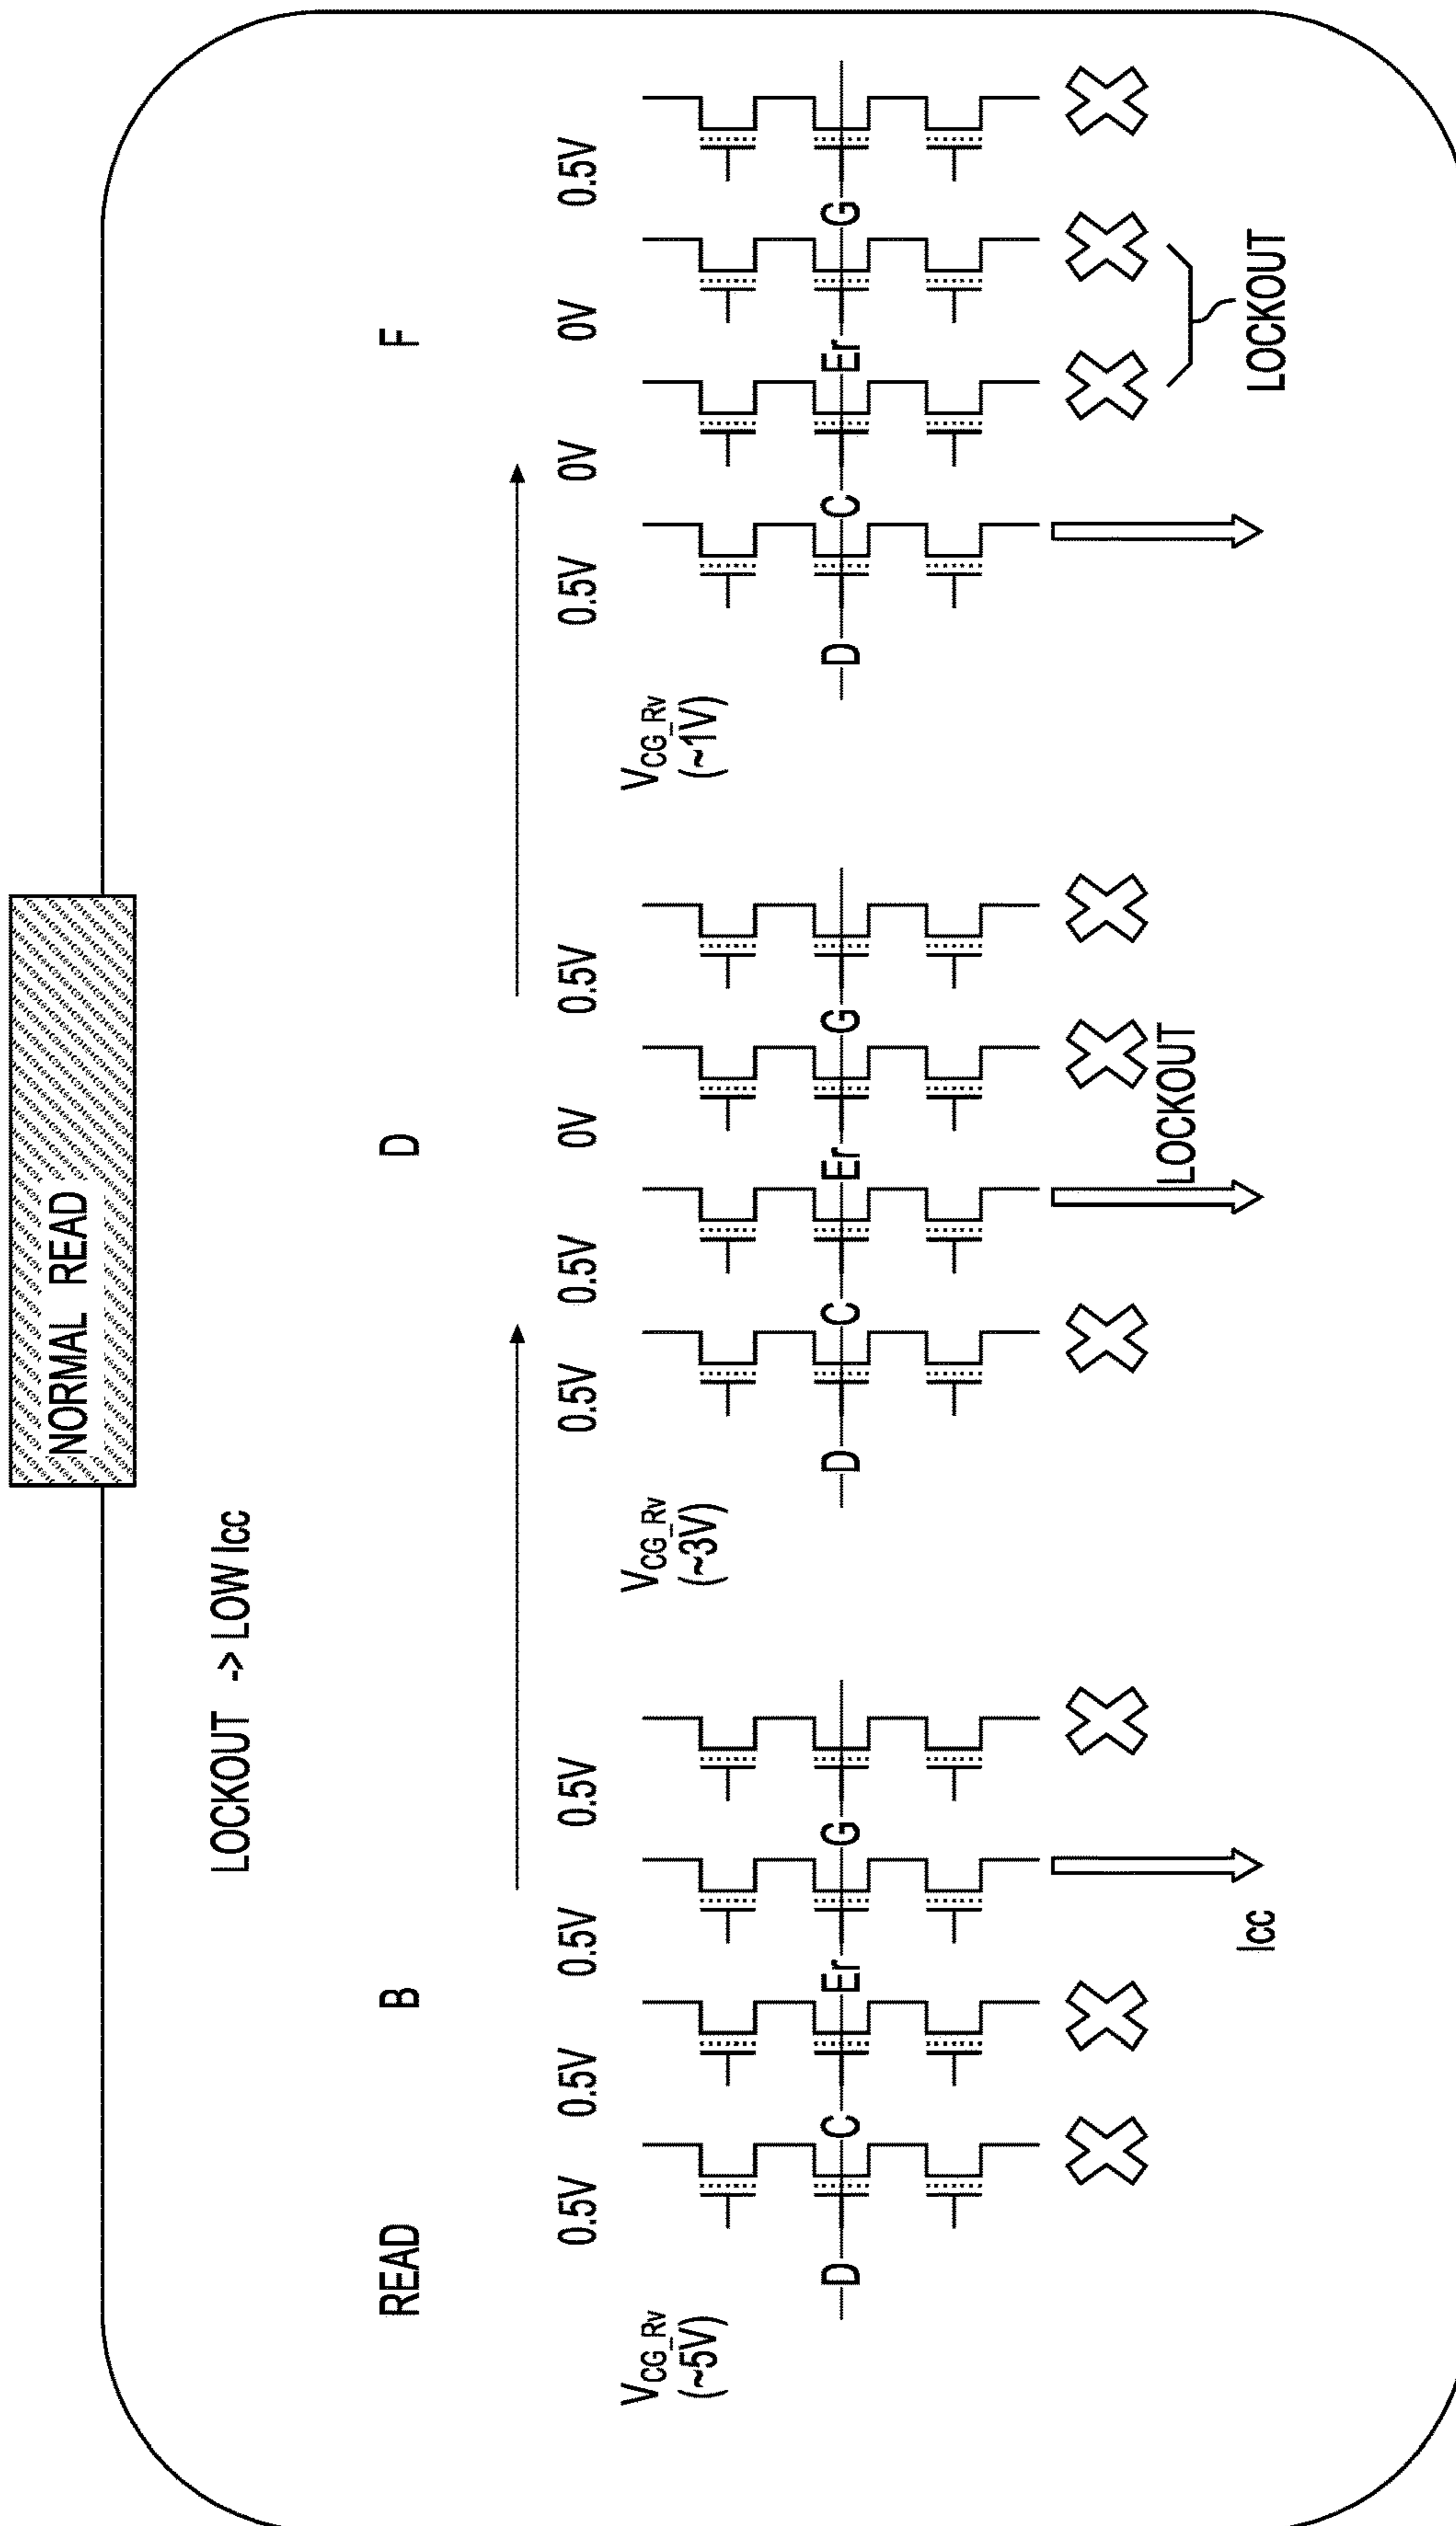 NORMAL READ
LOCKOUT -> LOW Icc
READ B D F
0.5V 0.5V 0.5V 0.5V
0.5V 0.5V 0V 0.5V
0.5V 0V 0V 0.5V
VCG_Rv
(~5V)
VCG_Rv
(~3V)
VCG_Rv
(~1V)
D C Er G
D C Er G
D C Er G
LOCKOUT
Icc
LOCKOUT